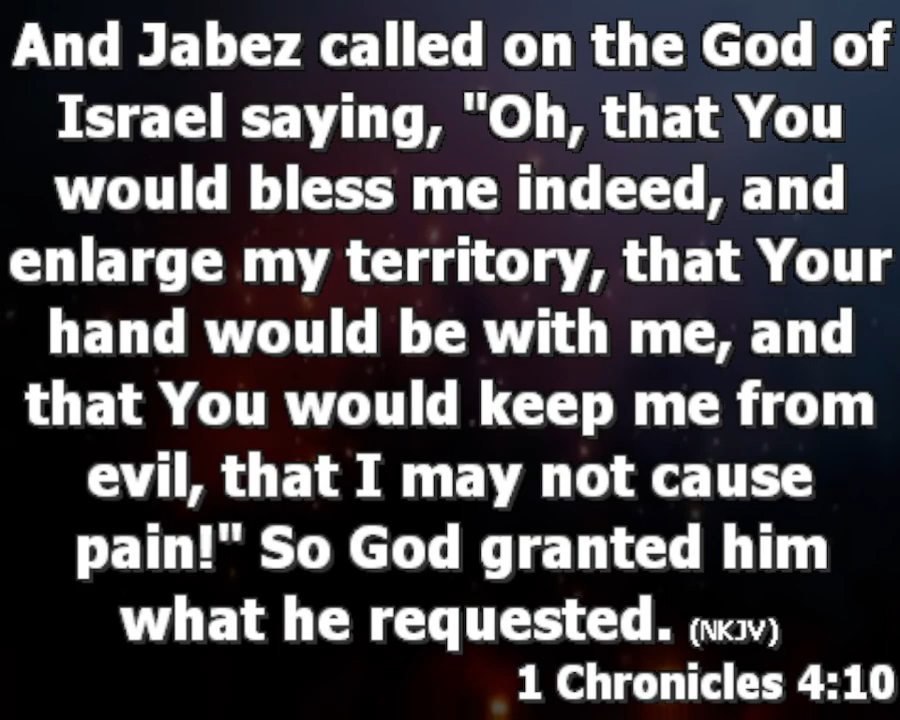 And Jabez called on the God of
Israel saying, "Oh, that You
would bless me indeed, and
enlarge my territory, that Your
hand would be with me, and
that You would keep me from
evil, that I may not cause
pain!" So God granted him
what he requested. (NKJV)
1 Chronicles 4:10